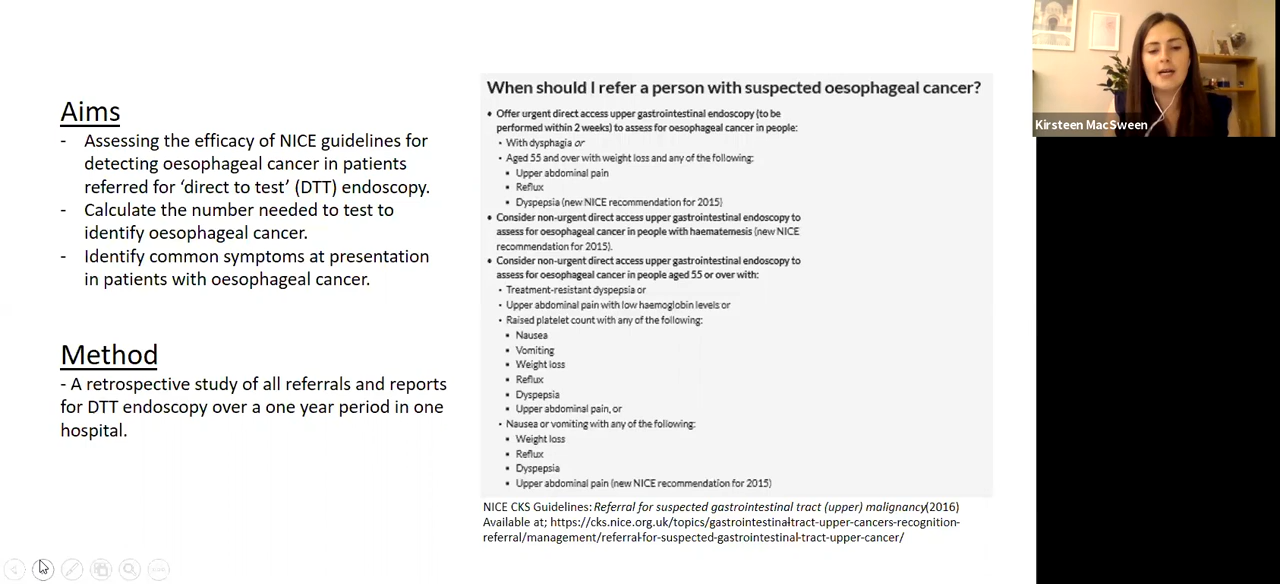 Aims
- Assessing the efficacy of NICE guidelines for
detecting oesophageal cancer in patients
referred for ‘direct to test’ (DTT) endoscopy.
- Calculate the number needed to test to
identify oesophageal cancer.
- Identify common symptoms at presentation
in patients with oesophageal cancer.
Method
- A retrospective study of all referrals and reports
for DTT endoscopy over a one year period in one
hospital.
When should I refer a person with suspected oesophageal cancer?
• Offer urgent direct access upper gastrointestinal endoscopy (to be
performed within 2 weeks) to assess for oesophageal cancer in people:
• With dysphagia or
• Aged 55 and over with weight loss and any of the following:
▪ Upper abdominal pain
▪ Reflux
▪ Dyspepsia (new NICE recommendation for 2015)
• Consider non-urgent direct access upper gastrointestinal endoscopy to
assess for oesophageal cancer in people with haematemesis (new NICE
recommendation for 2015).
• Consider non-urgent direct access upper gastrointestinal endoscopy to
assess for oesophageal cancer in people aged 55 or over with:
• Treatment-resistant dyspepsia or
• Upper abdominal pain with low haemoglobin levels or
• Raised platelet count with any of the following:
▪ Nausea
▪ Vomiting
▪ Weight loss
▪ Reflux
▪ Dyspepsia
▪ Upper abdominal pain, or
• Nausea or vomiting with any of the following:
▪ Weight loss
▪ Reflux
▪ Dyspepsia
▪ Upper abdominal pain (new NICE recommendation for 2015)
NICE CKS Guidelines: Referral for suspected gastrointestinal tract (upper) malignancy(2016)
Available at; https://cks.nice.org.uk/topics/gastrointestinal-tract-upper-cancers-recognition-
referral/management/referral-for-suspected-gastrointestinal-tract-upper-cancer/
Kirsteen MacSween